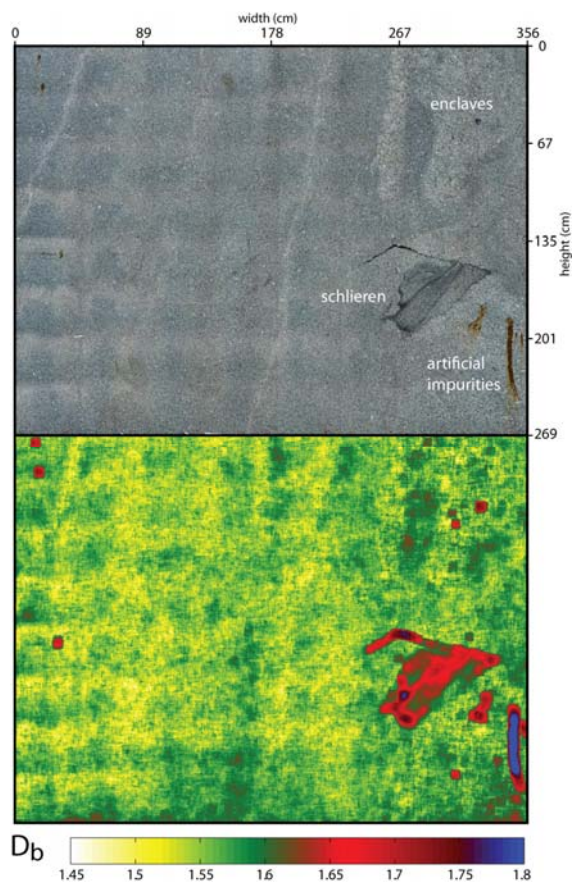 width (cm)
0 89 178 267 356
0
enclaves
67
135
height (cm)
schlieren
201
artificial
impurities
269
D_b
1.45 1.5 1.55 1.6 1.65 1.7 1.75 1.8